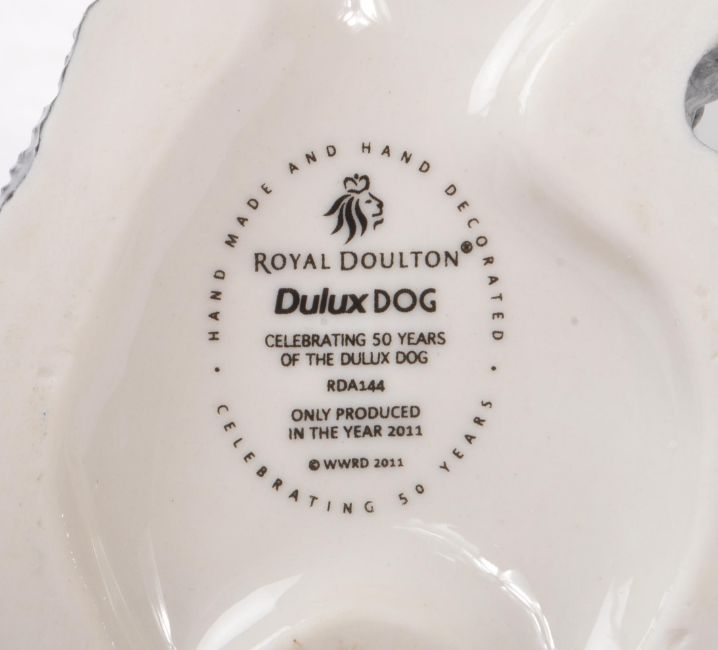 HAND MADE AND HAND DECORATED
ROYAL DOULTON®
Dulux DOG
CELEBRATING 50 YEARS
OF THE DULUX DOG
RDA144
ONLY PRODUCED
IN THE YEAR 2011
© WWRD 2011
• CELEBRATING 50 YEARS •